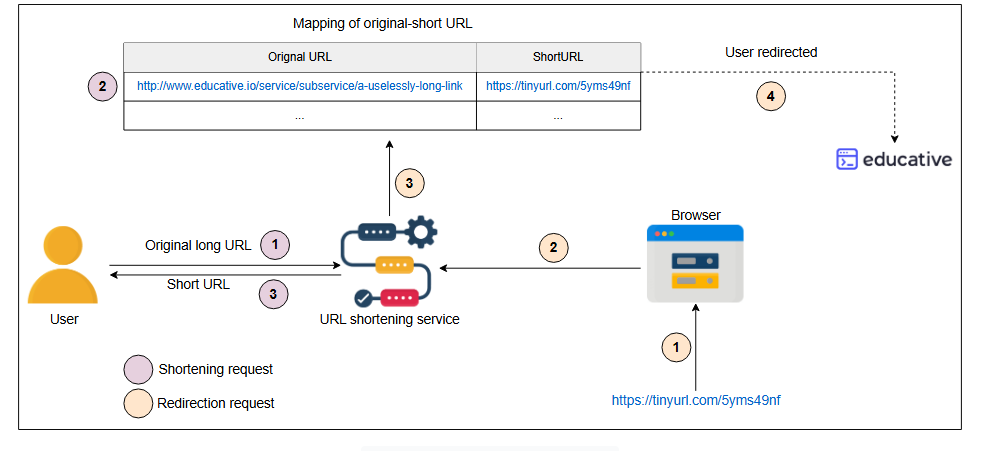 Mapping of original-short URL
Orignal URL
ShortURL
User redirected
2
http://www.educative.io/service/subservice/a-uselessly-long-link
https://tinyurl.com/5yms49nf
4
...
...
educative
3
Browser
Original long URL
1
2
Short URL
3
User
URL shortening service
1
Shortening request
Redirection request
https://tinyurl.com/5yms49nf